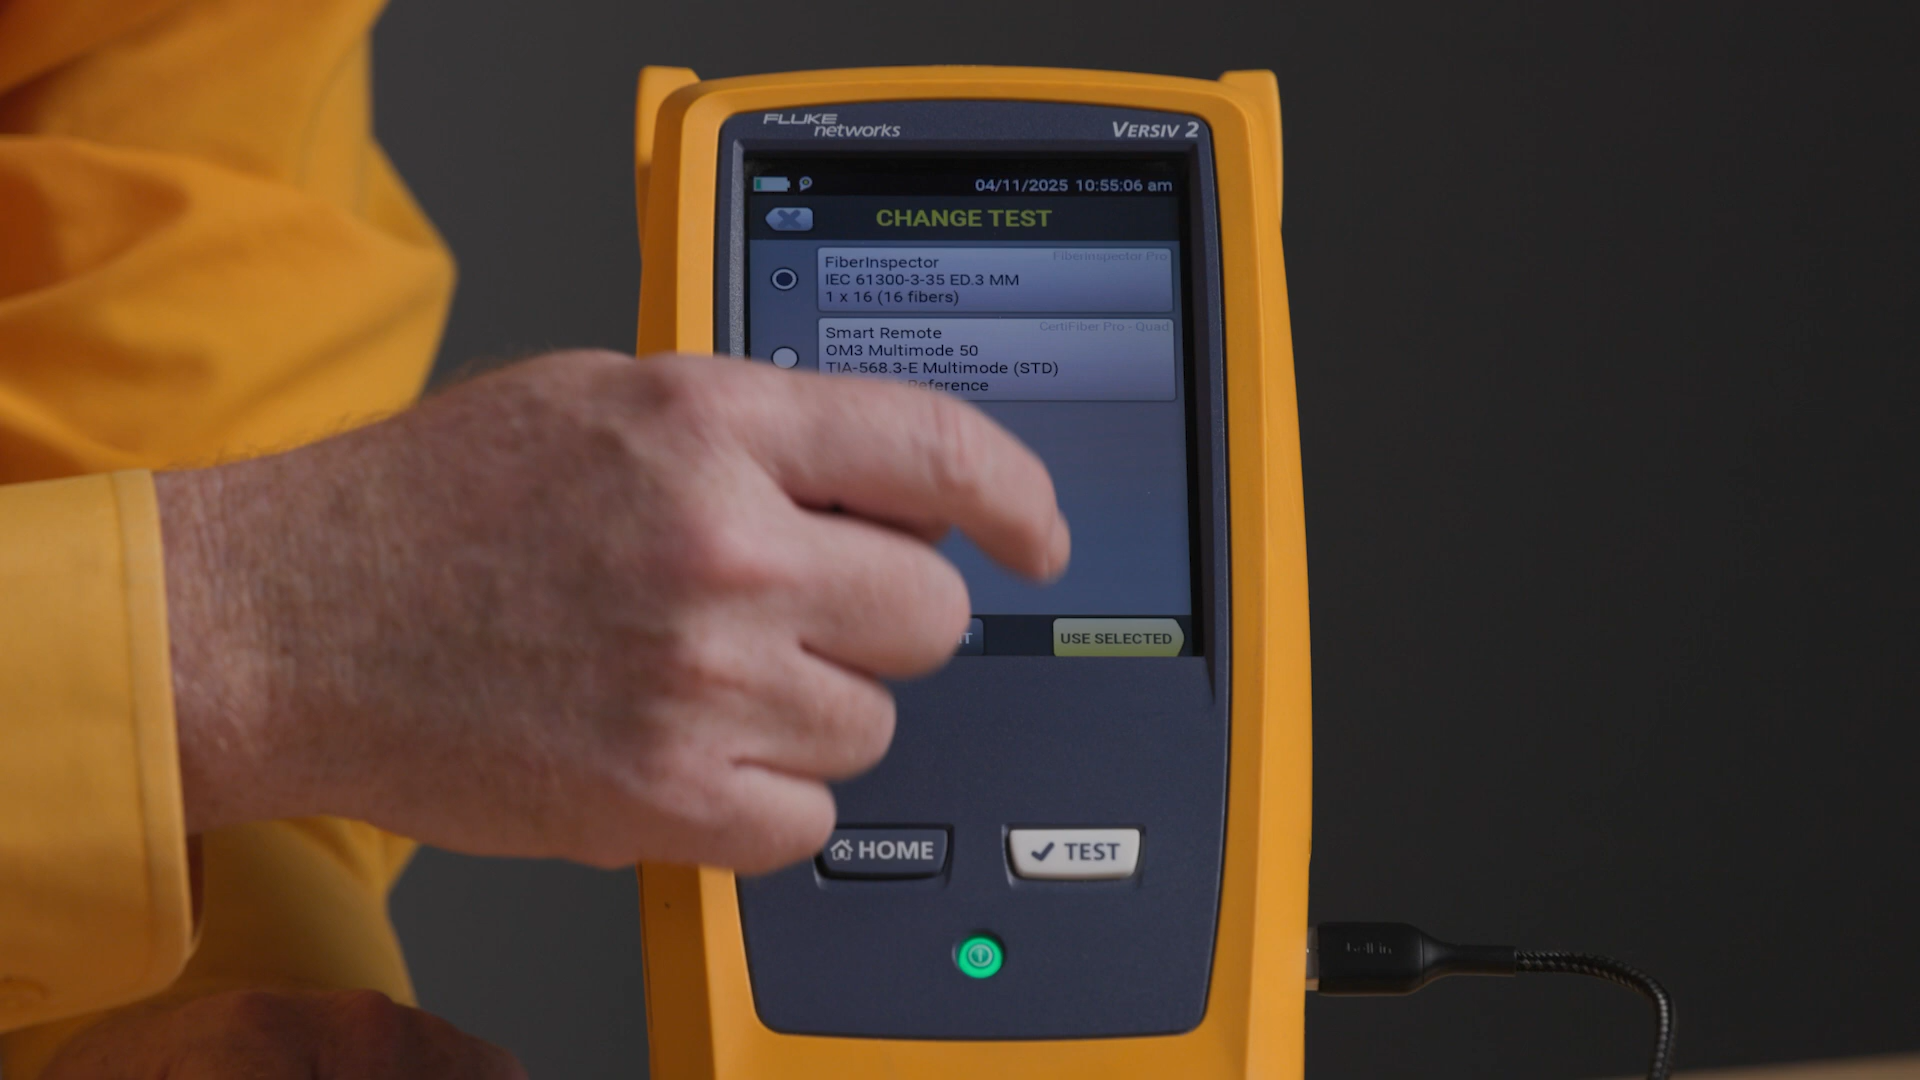 FLUKE
networks
VERSIV 2
04/11/2025 10:55:06 am
CHANGE TEST
FiberInspector Pro
FiberInspector
IEC 61300-3-35 ED.3 MM
1 x 16 (16 fibers)
CertiFiber Pro - Quad
Smart Remote
OM3 Multimode 50
TIA-568.3-E Multimode (STD)
Reference
USE SELECTED
HOME
TEST